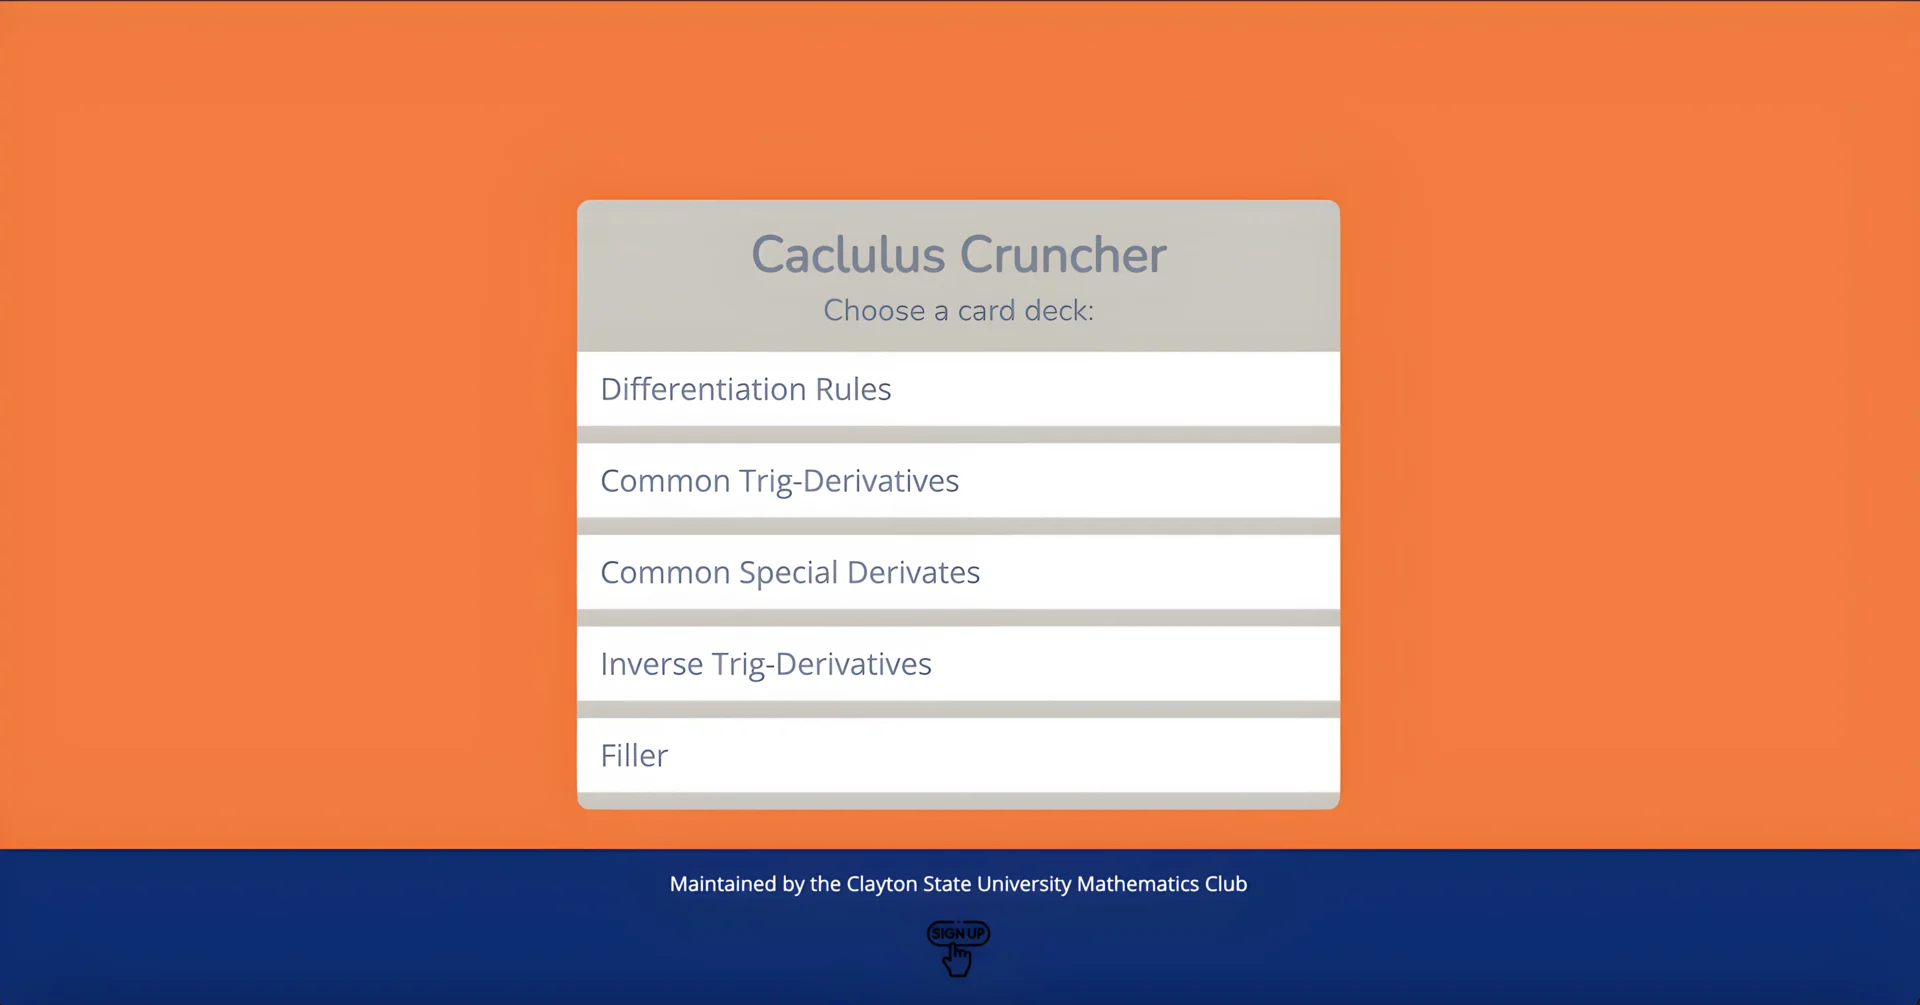 Caclulus Cruncher
Choose a card deck:
Differentiation Rules
Common Trig-Derivatives
Common Special Derivates
Inverse Trig-Derivatives
Filler
Maintained by the Clayton State University Mathematics Club
SIGN UP